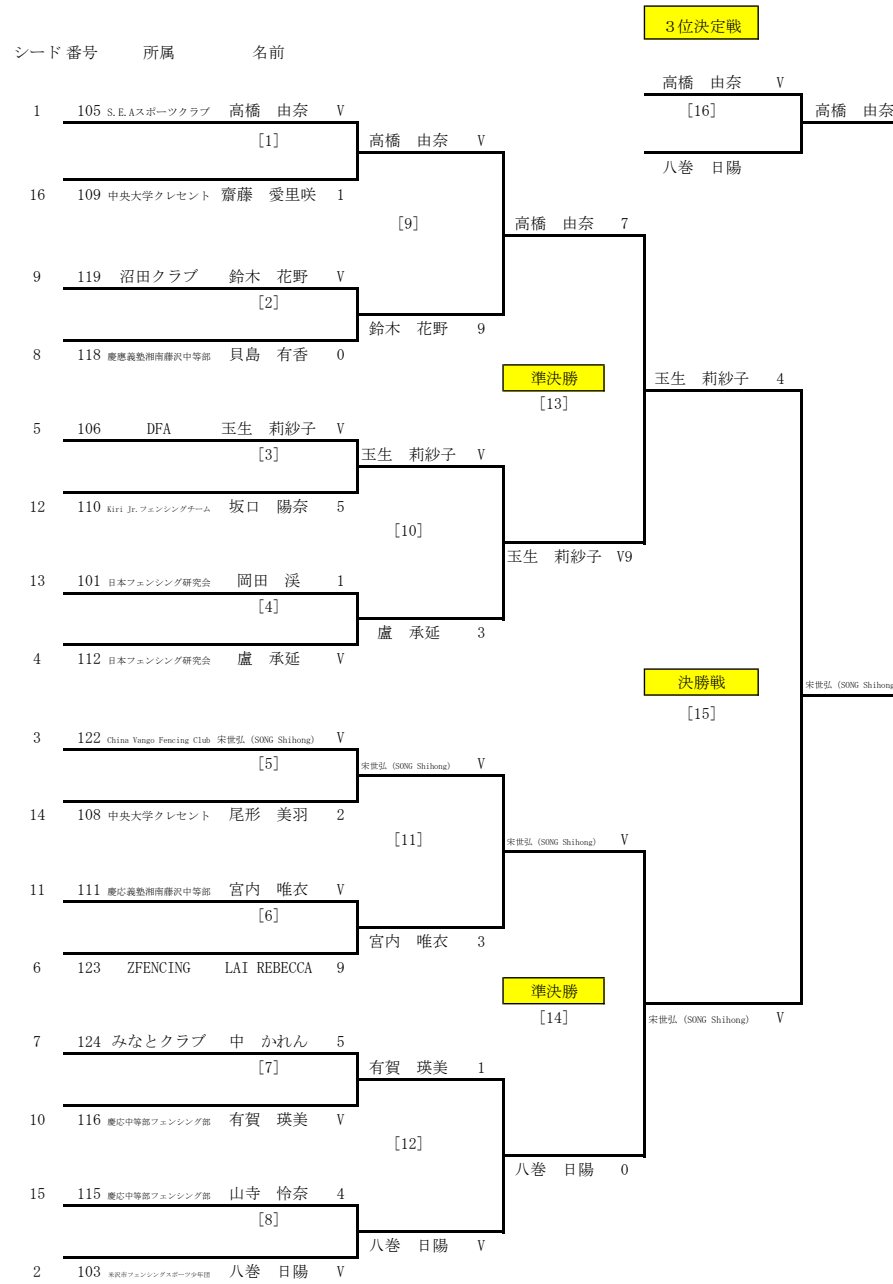 ３位決定戦
シード 番号 所属 名前
高橋 由奈 V
1 105 S.E.Aスポーツクラブ 高橋 由奈 V
[16] 高橋 由奈
[1] 高橋 由奈 V
八巻 日陽
16 109 中央大学クレセント 齋藤 愛里咲 1
[9] 高橋 由奈 7
9 119 沼田クラブ 鈴木 花野 V
[2]
鈴木 花野 9
8 118 慶應義塾湘南藤沢中等部 貝島 有香 0
準決勝 玉生 莉紗子 4
[13]
5 106 DFA 玉生 莉紗子 V
[3] 玉生 莉紗子 V
12 110 Kiri Jr.フェンシングチーム 坂口 陽奈 5
[10]
玉生 莉紗子 V9
13 101 日本フェンシング研究会 岡田 渓 1
[4]
盧 承延 3
4 112 日本フェンシング研究会 盧 承延 V
決勝戦 宋世弘 (SONG Shihong
[15]
3 122 China Vango Fencing Club 宋世弘 (SONG Shihong) V
[5] 宋世弘 (SONG Shihong) V
14 108 中央大学クレセント 尾形 美羽 2
[11] 宋世弘 (SONG Shihong) V
11 111 慶応義塾湘南藤沢中等部 宮内 唯衣 V
[6]
宮内 唯衣 3
6 123 ZFENCING LAI REBECCA 9
準決勝
[14] 宋世弘 (SONG Shihong) V
7 124 みなとクラブ 中 かれん 5
[7] 有賀 瑛美 1
10 116 慶応中等部フェンシング部 有賀 瑛美 V
[12]
八巻 日陽 0
15 115 慶応中等部フェンシング部 山寺 怜奈 4
[8]
八巻 日陽 V
2 103 米沢市フェンシングスポーツ少年団 八巻 日陽 V